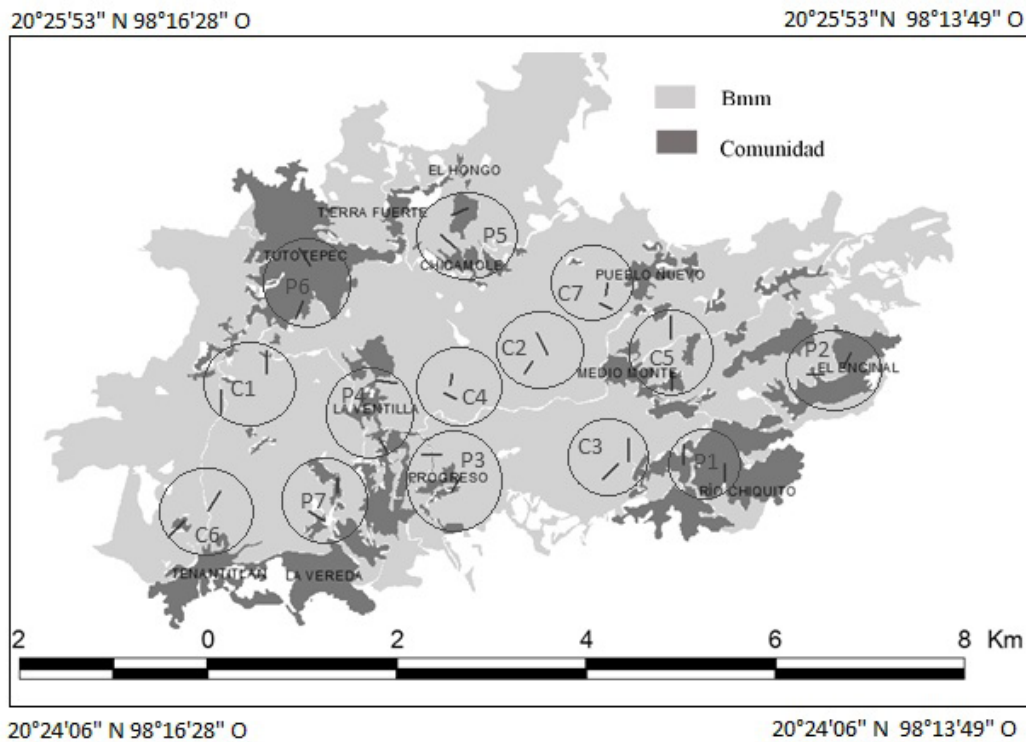 20°25'53" N 98°16'28" O
20°25'53"N 98°13'49" O
Bmm
Comunidad
EL HONGO
TIERRA FUERTE
P5
CHICAMOLE
TUTOTEPEC
P6
PUEBLO NUEVO
C7
C2
C5
MEDIO MONTE
P2
EL ENCINAL
C1
P4
LA VENTILLA
C4
C3
P3
PROGRESO
P1
RÍO CHIQUITO
P7
C6
TENANTITLAN
LA VEREDA
2 0 2 4 6 8 Km
20°24'06" N 98°16'28" O
20°24'06" N 98°13'49" O